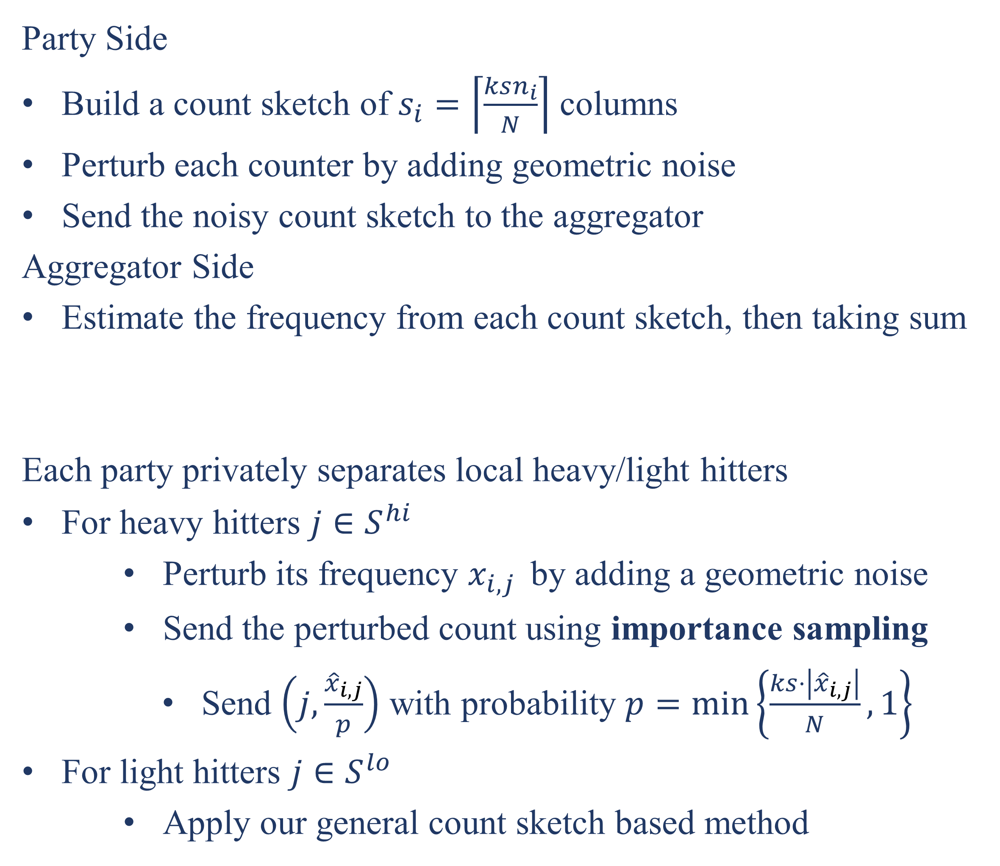 Party Side
• Build a count sketch of $s_i = \left\lceil \frac{ksn_i}{N} \right\rceil$ columns
• Perturb each counter by adding geometric noise
• Send the noisy count sketch to the aggregator
Aggregator Side
• Estimate the frequency from each count sketch, then taking sum
Each party privately separates local heavy/light hitters
• For heavy hitters $j \in S^{hi}$
• Perturb its frequency $x_{i,j}$ by adding a geometric noise
• Send the perturbed count using importance sampling
• Send $\left(j, \frac{\hat{x}_{i,j}}{p}\right)$ with probability $p = \min\left\{\frac{ks \cdot |\hat{x}_{i,j}|}{N}, 1\right\}$
• For light hitters $j \in S^{lo}$
• Apply our general count sketch based method